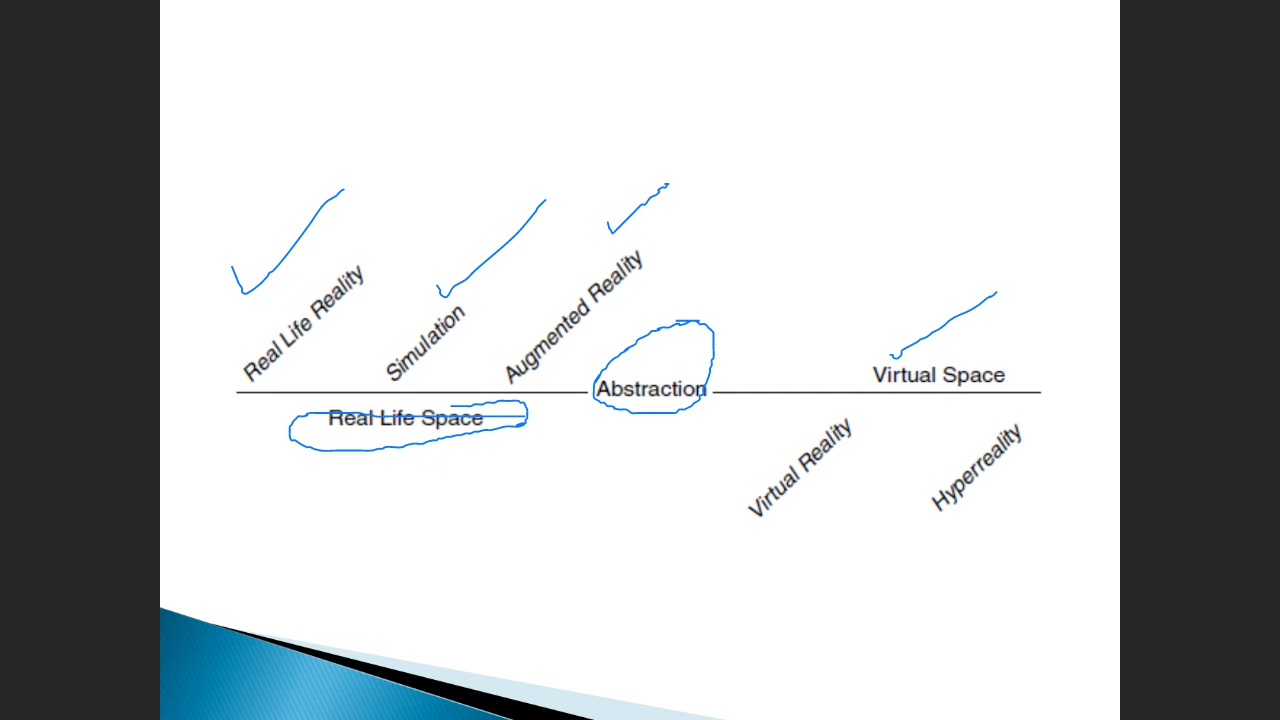 Real Life Reality
Simulation
Augmented Reality
Abstraction
Virtual Space
Real Life Space
Virtual Reality
Hyperreality